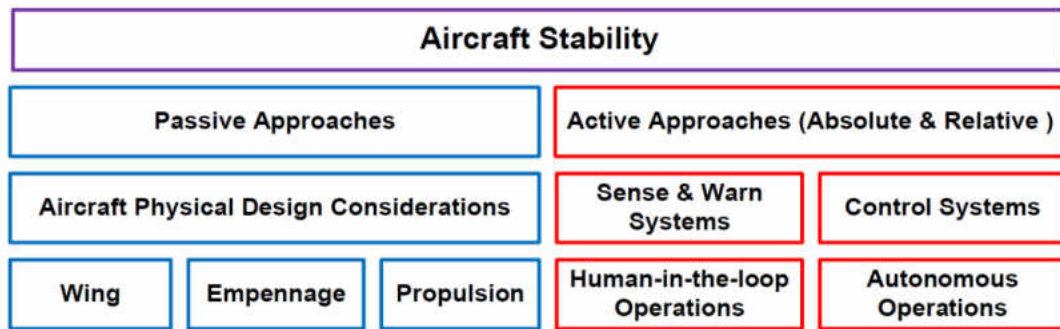 Aircraft Stability
Passive Approaches
Active Approaches (Absolute & Relative )
Aircraft Physical Design Considerations
Sense & Warn
Systems
Control Systems
Wing
Empennage
Propulsion
Human-in-the-loop
Operations
Autonomous
Operations